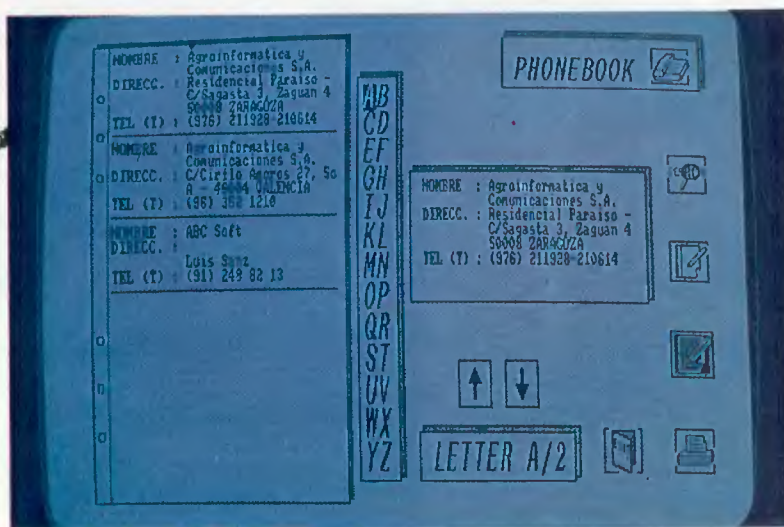 NOMBRE : Agroinformatica y
Comunicaciones S.A.
DIRECC. : Residencial Paraiso -
C/Sagasta 3, Zaguan 4
50008 ZARAGOZA
TEL (T) : (976) 211928-210614
NOMBRE : Agroinformatica y
Comunicaciones S.A.
DIRECC. : C/Cirilo 27, 5o
A - VALENCIA
TEL (T) : (96) 1210
NOMBRE : ABC Soft
DIRECC. :
Luis Sanz
TEL (T) : (91) 249 82 13
AB
CD
EF
GH
IJ
KL
MN
OP
QR
ST
UV
WX
YZ
PHONEBOOK
NOMBRE : Agroinformatica y
Comunicaciones S.A.
DIRECC. : Residencial Paraiso -
C/Sagasta 3, Zaguan 4
50008 ZARAGOZA
TEL (T) : (976) 211928-210614
LETTER A/2